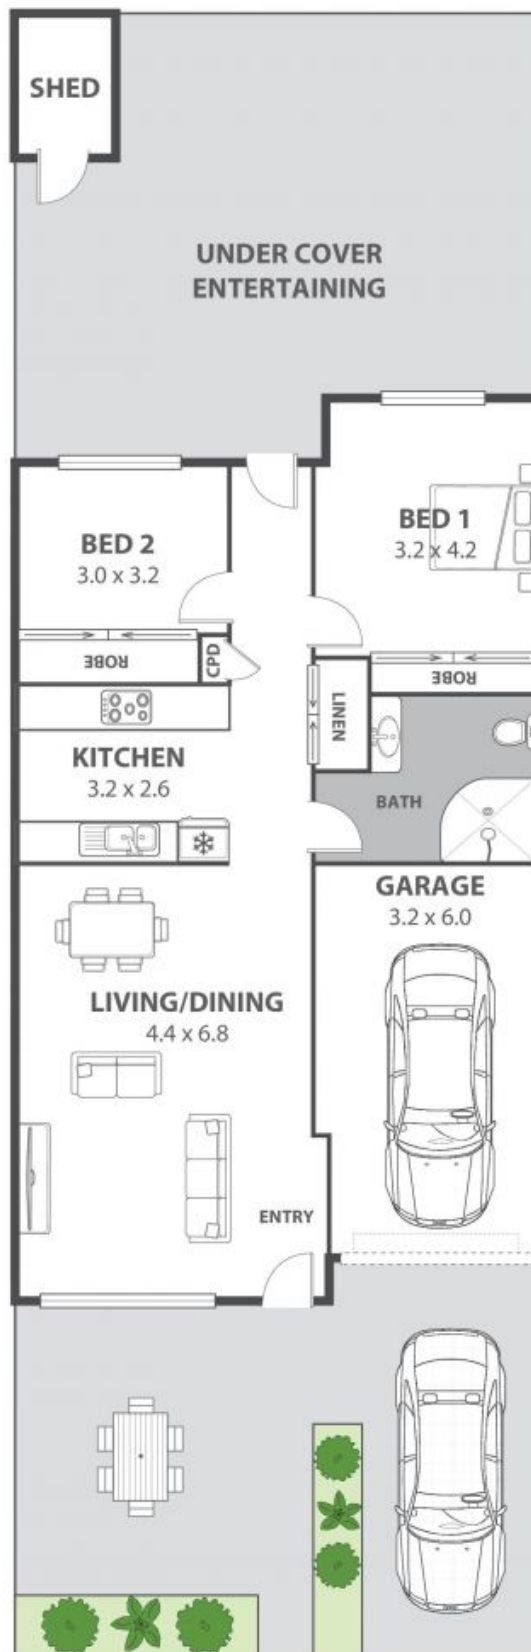 SHED
UNDER COVER
ENTERTAINING
BED 1
3.2 x 4.2
BED 2
3.0 x 3.2
ROBE
CPD
ROBE
LINEN
KITCHEN
3.2 x 2.6
BATH
GARAGE
3.2 x 6.0
LIVING/DINING
4.4 x 6.8
ENTRY